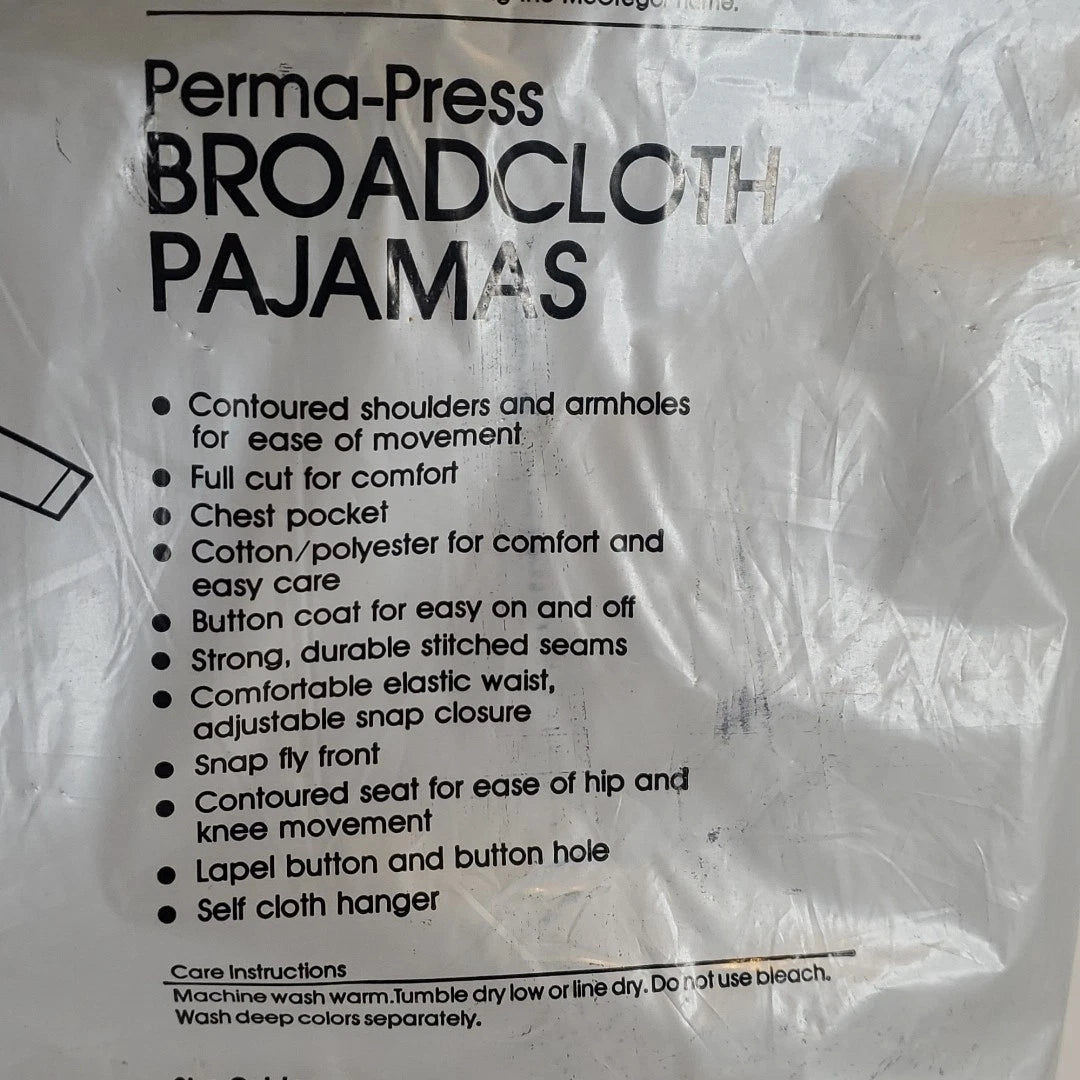 the McGregor name.
Perma-Press
BROADCLOTH
PAJAMAS
● Contoured shoulders and armholes
for ease of movement
● Full cut for comfort
● Chest pocket
● Cotton/polyester for comfort and
easy care
● Button coat for easy on and off
● Strong, durable stitched seams
● Comfortable elastic waist,
adjustable snap closure
● Snap fly front
● Contoured seat for ease of hip and
knee movement
● Lapel button and button hole
● Self cloth hanger
Care Instructions
Machine wash warm.Tumble dry low or line dry. Do not use bleach.
Wash deep colors separately.